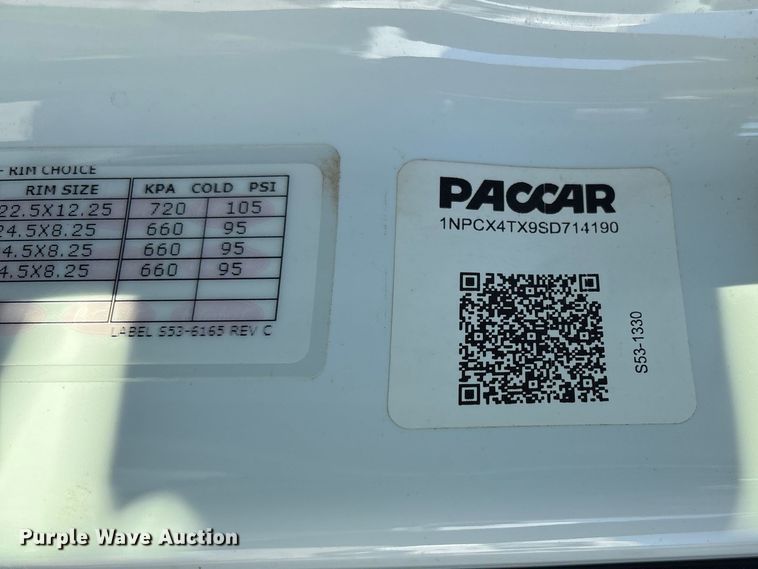 - RIM CHOICE
RIM SIZE KPA COLD PSI
22.5X12.25 720 105
24.5X8.25 660 95
4.5X8.25 660 95
4.5X8.25 660 95
LABEL S53-6165 REV C
PACCAR
1NPCX4TX9SD714190
S53-1330
Purple Wave Auction